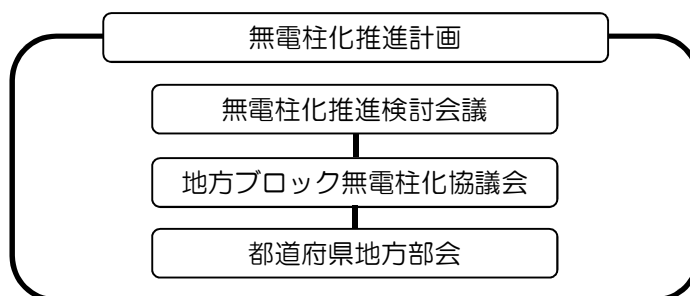 無電柱化推進計画
無電柱化推進検討会議
地方ブロック無電柱化協議会
都道府県地方部会